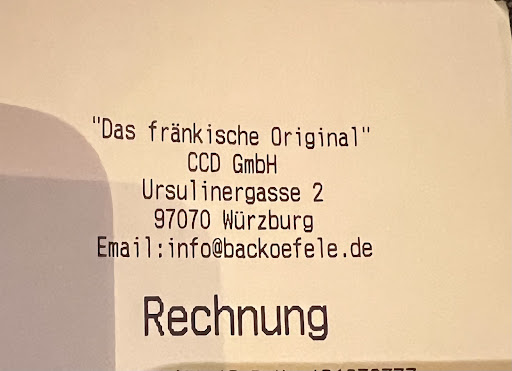 "Das fränkische Original"
CCD GmbH
Ursulinergasse 2
97070 Würzburg
Email:info@backoefele.de
Rechnung